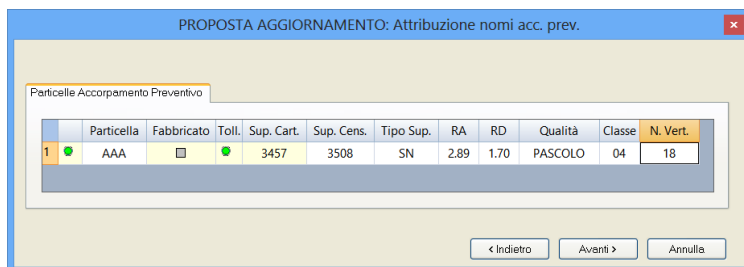 PROPOSTA AGGIORNAMENTO: Attribuzione nomi acc. prev.
Particelle Accorpamento Preventivo
Particella Fabbricato Toll. Sup. Cart. Sup. Cens. Tipo Sup. RA RD Qualità Classe N. Vert.
1 AAA 3457 3508 SN 2.89 1.70 PASCOLO 04 18
< Indietro Avanti > Annulla